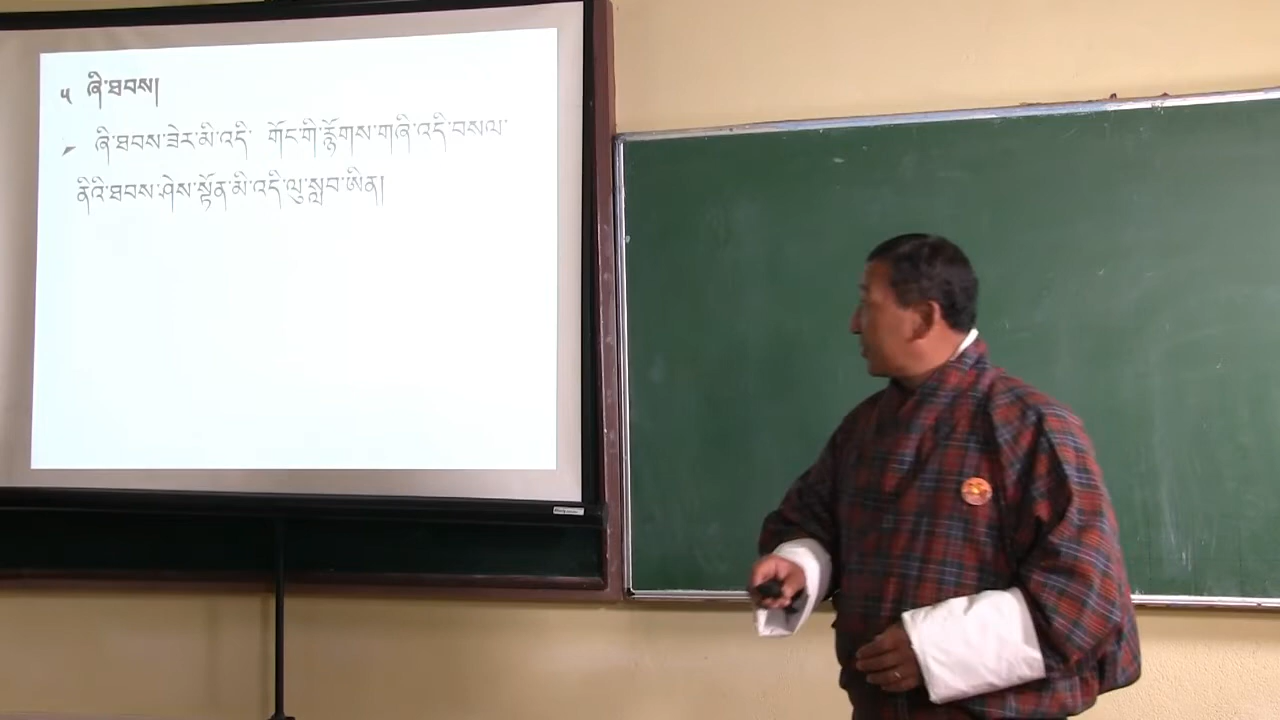 ༥ ཞི་ཐབས།
ཞི་ཐབས་ཟེར་མི་འདི་ གོང་གི་རྙོགས་གཞི་འདི་བསལ་
ནིའི་ཐབས་ཤེས་སྟོན་མི་འདི་ལུ་སླབ་ཨིན།